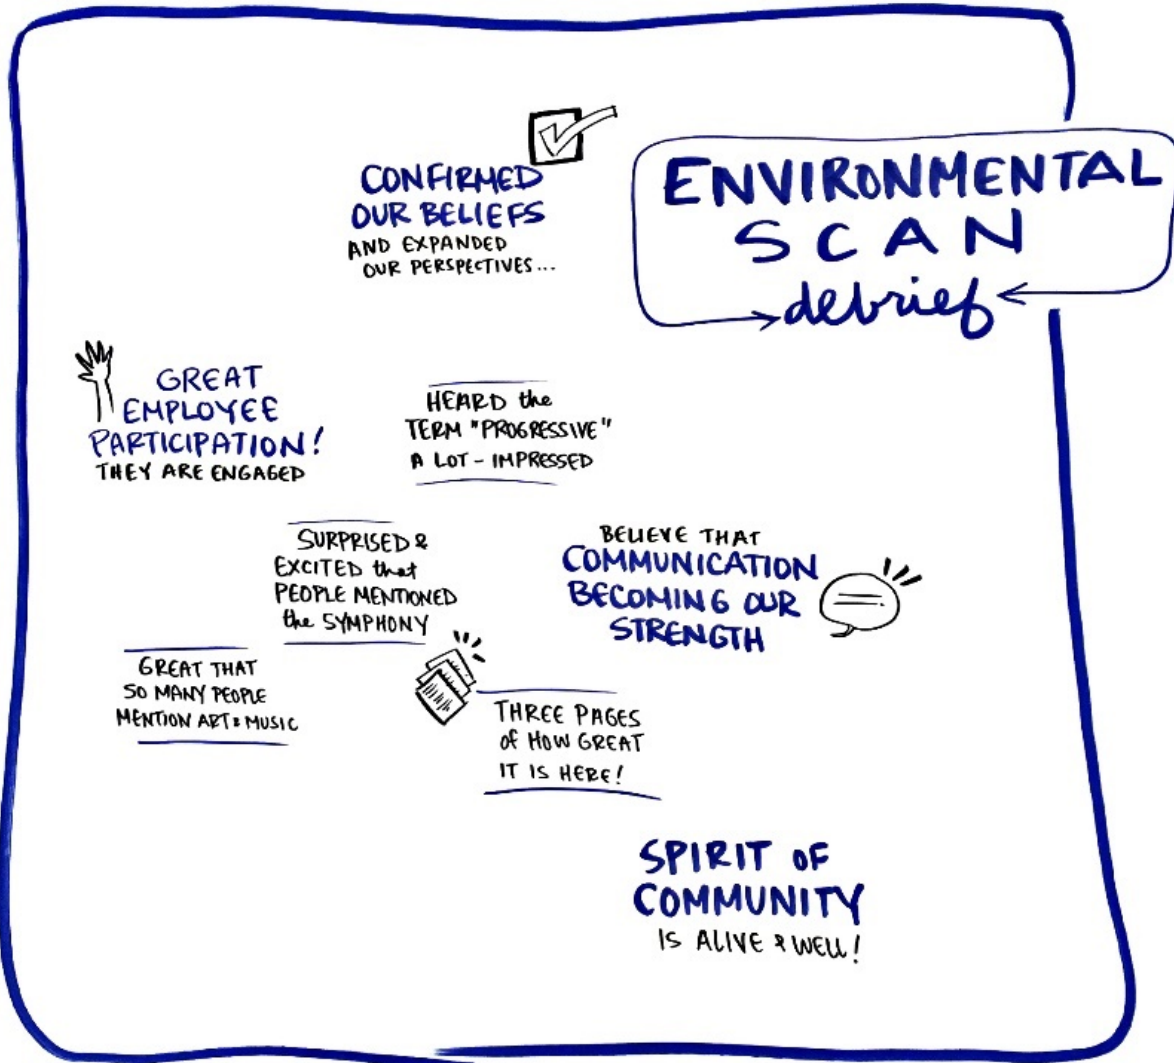 ENVIRONMENTAL
SCAN
debrief
CONFIRMED
OUR BELIEFS
AND EXPANDED
OUR PERSPECTIVES...
GREAT
EMPLOYEE
PARTICIPATION!
THEY ARE ENGAGED
HEARD the
TERM "PROGRESSIVE"
A LOT - IMPRESSED
SURPRISED &
EXCITED that
PEOPLE MENTIONED
the SYMPHONY
BELIEVE THAT
COMMUNICATION
BECOMING OUR
STRENGTH
GREAT THAT
SO MANY PEOPLE
MENTION ART & MUSIC
THREE PAGES
of HOW GREAT
IT IS HERE!
SPIRIT OF
COMMUNITY
IS ALIVE & WELL!